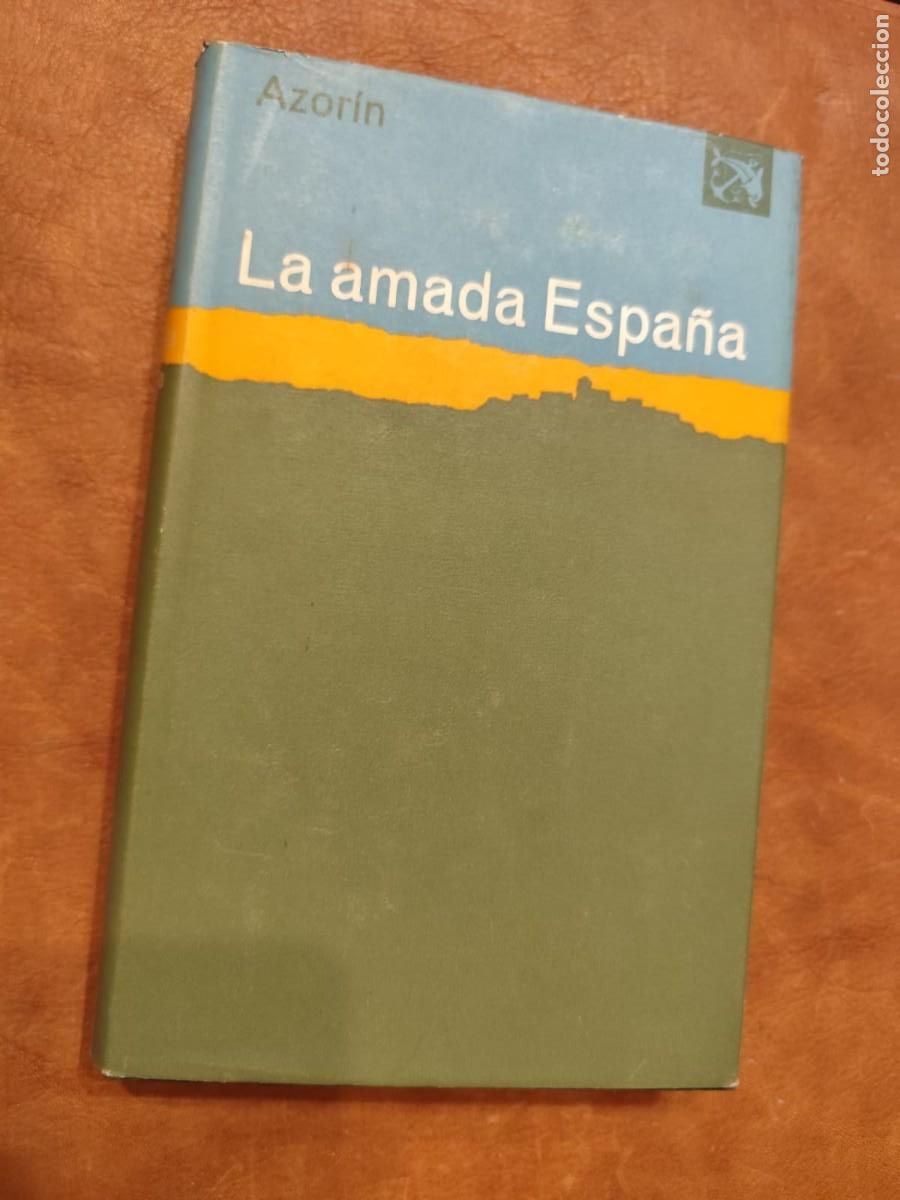 Azorín
La amada España
todocoleccion